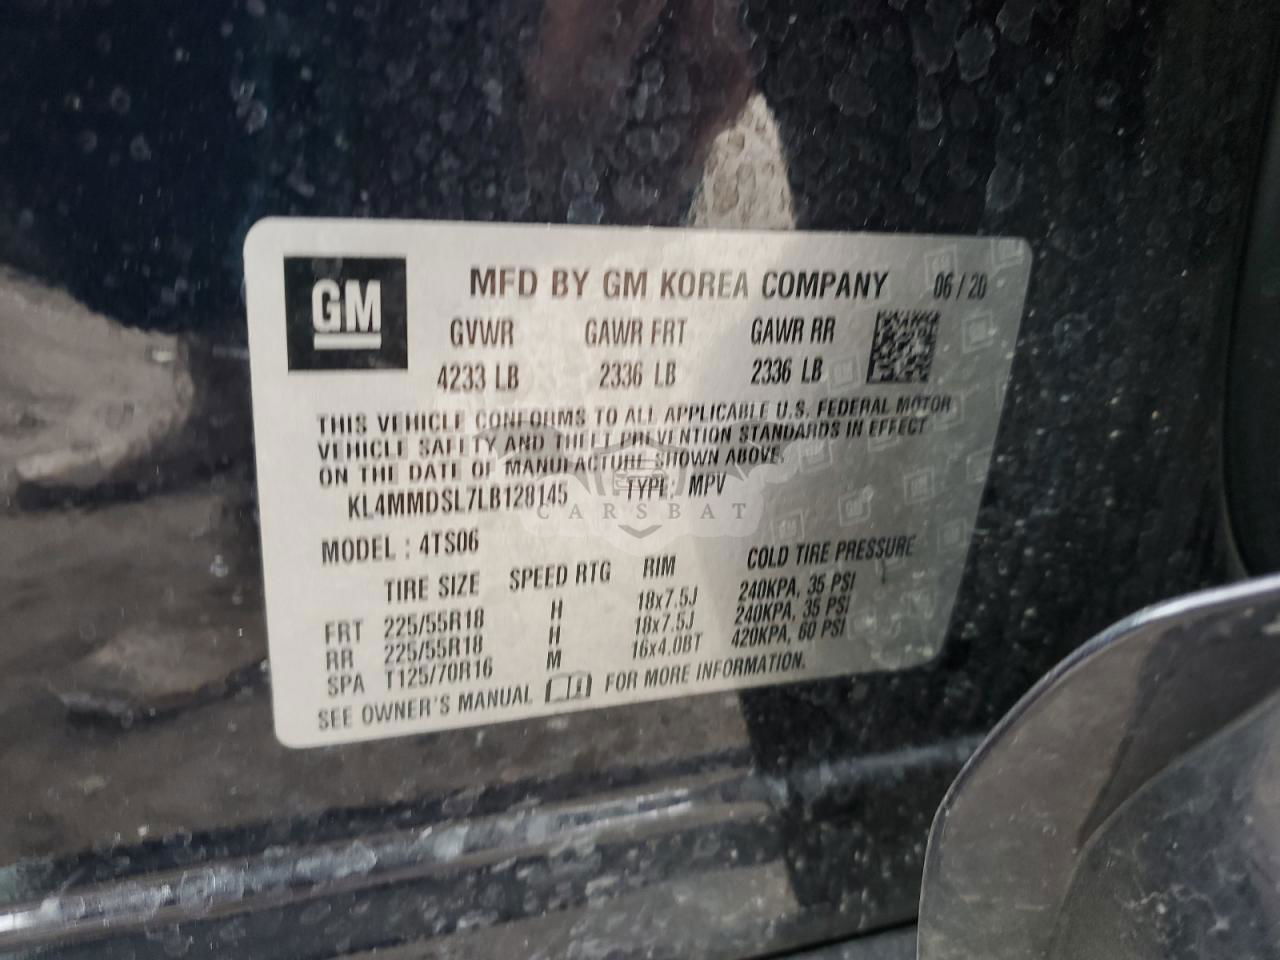 GM
MFD BY GM KOREA COMPANY 06/20
GVWR GAWR FRT GAWR RR
4233 LB 2336 LB 2336 LB
THIS VEHICLE CONFORMS TO ALL APPLICABLE U.S. FEDERAL MOTOR
VEHICLE SAFETY AND THEFT PREVENTION STANDARDS IN EFFECT
ON THE DATE OF MANUFACTURE SHOWN ABOVE.
KL4MMDSL7LB128145 TYPE: MPV
CARSBAT
MODEL : 4TS06
TIRE SIZE SPEED RTG RIM COLD TIRE PRESSURE
FRT 225/55R18 H 18x7.5J 240KPA, 35 PSI
RR 225/55R18 H 18x7.5J 240KPA, 35 PSI
SPA T125/70R16 M 16x4.0BT 420KPA, 60 PSI
SEE OWNER'S MANUAL FOR MORE INFORMATION.